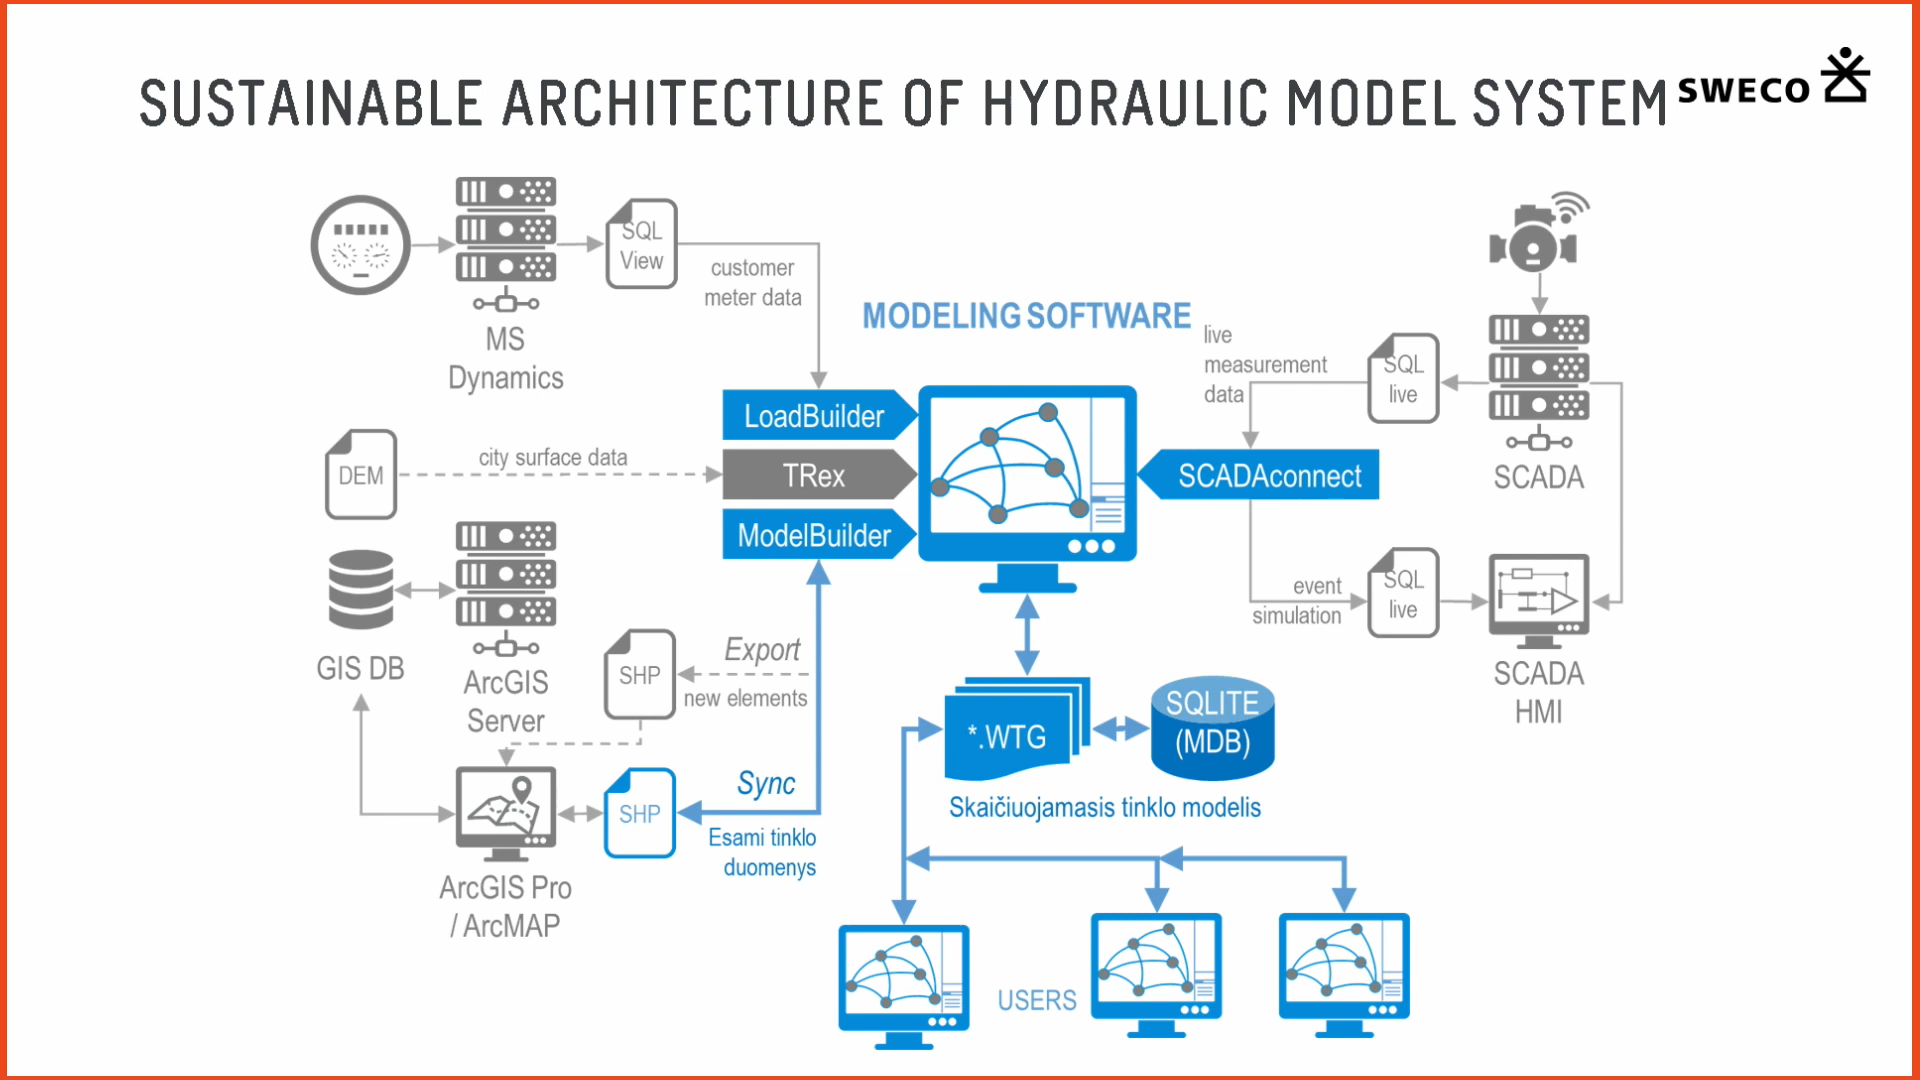 SUSTAINABLE ARCHITECTURE OF HYDRAULIC MODEL SYSTEM
SWECO
SQL
View
customer
meter data
MS
Dynamics
MODELING SOFTWARE
live
measurement
data
SQL
live
SCADA
LoadBuilder
DEM
city surface data
TRex
SCADAconnect
ModelBuilder
event
simulation
SQL
live
SCADA
HMI
GIS DB
ArcGIS
Server
SHP
Export
new elements
*.WTG
SQLITE
(MDB)
Skaičiuojamasis tinklo modelis
Sync
SHP
Esami tinklo
duomenys
ArcGIS Pro
/ ArcMAP
USERS